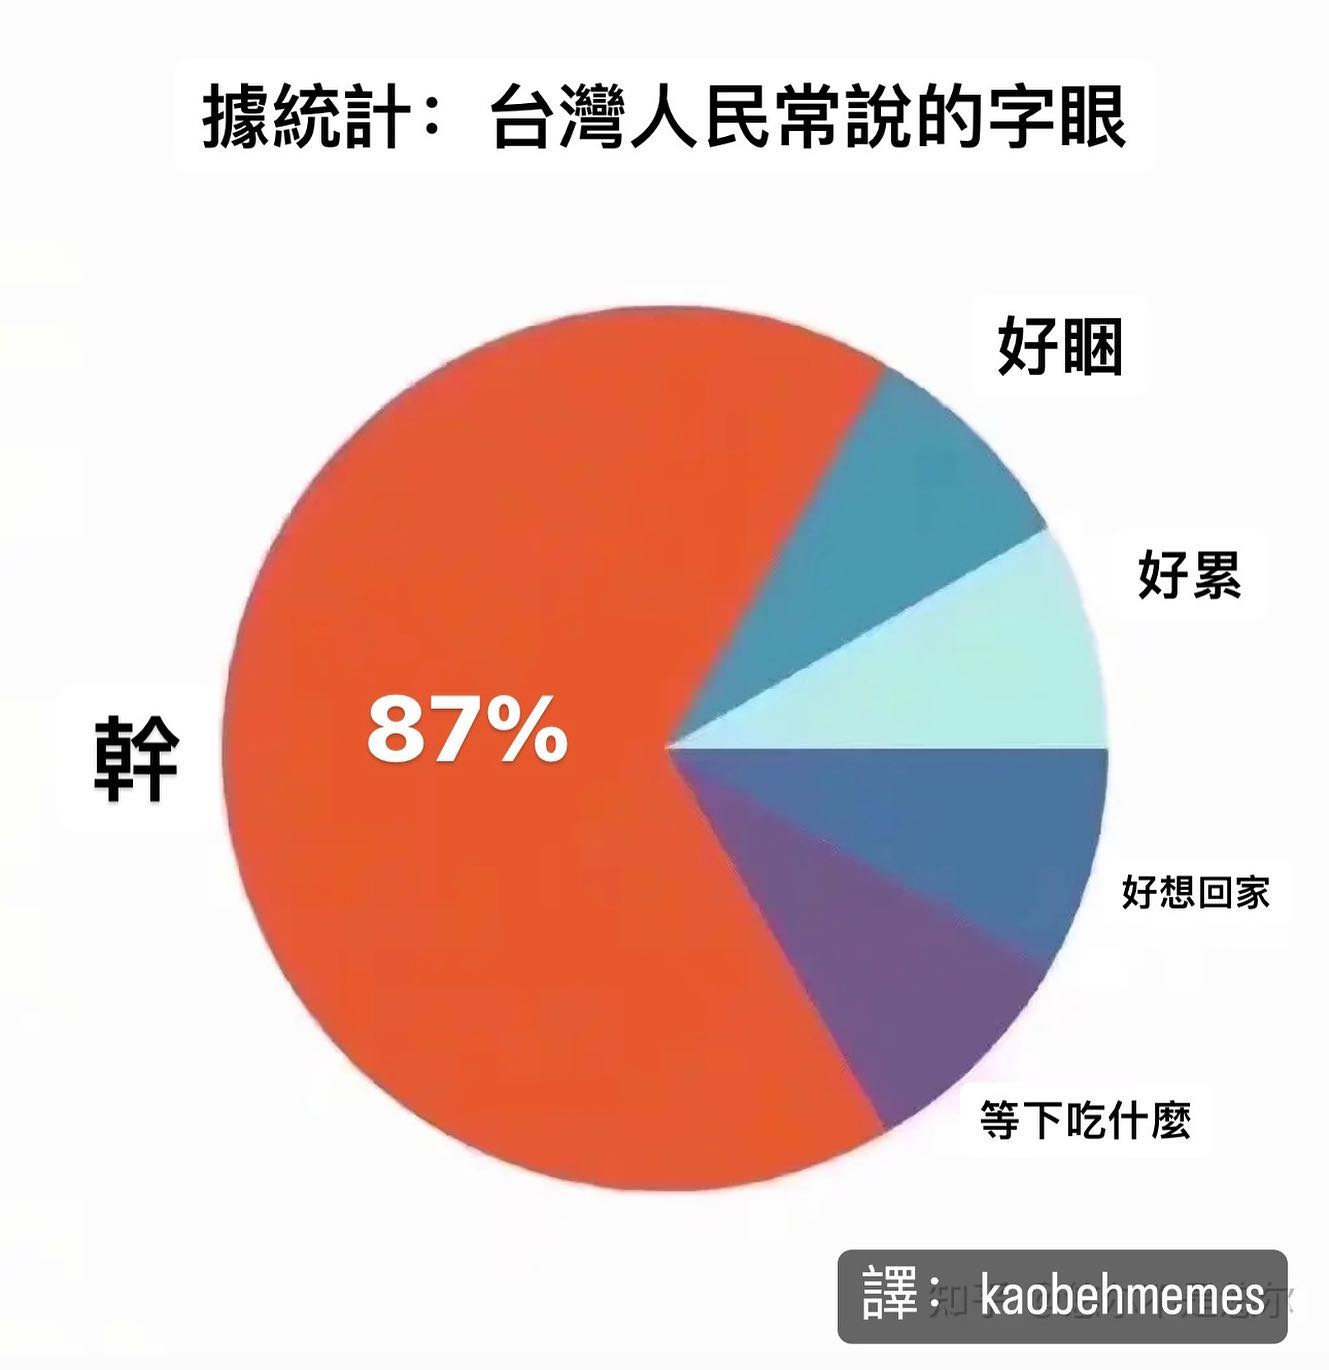 據統計：台灣人民常說的字眼
好睏
好累
87%
幹
好想回家
等下吃什麼
譯：kaobehmemes